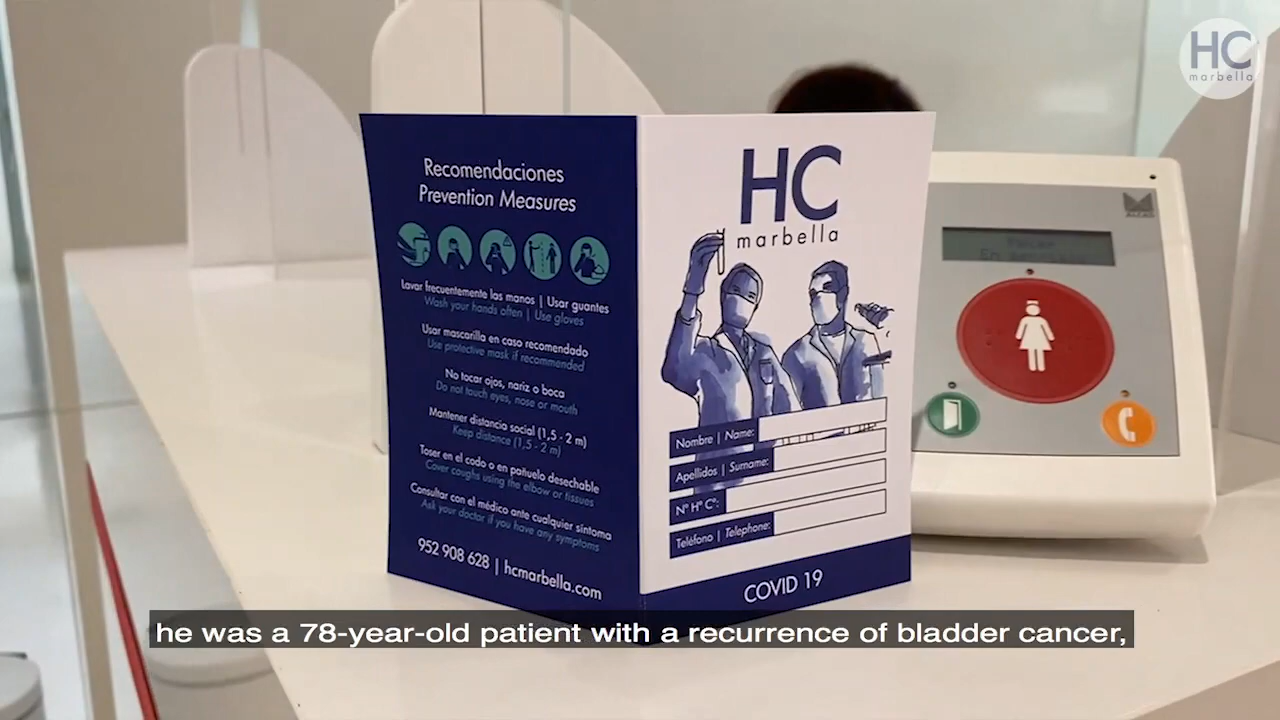 HC
marbella
Recomendaciones
Prevention Measures
Lavar frecuentemente las manos | Usar guantes
Wash your hands often | Use gloves
Usar mascarilla en caso recomendado
Use protective mask if recommended
No tocar ojos, nariz o boca
Do not touch eyes, nose or mouth
Mantener distancia social (1,5 - 2 m)
Keep distance (1,5 - 2 m)
Toser en el codo o en pañuelo desechable
Cover coughs using the elbow or tissues
Consultar con el médico ante cualquier síntoma
Ask your doctor if you have any symptoms
952 908 628 | hcmarbella.com
HC
marbella
Nombre | Name:
Apellidos | Surname:
Nº Hª Cª:
Teléfono | Telephone:
COVID 19
he was a 78-year-old patient with a recurrence of bladder cancer,